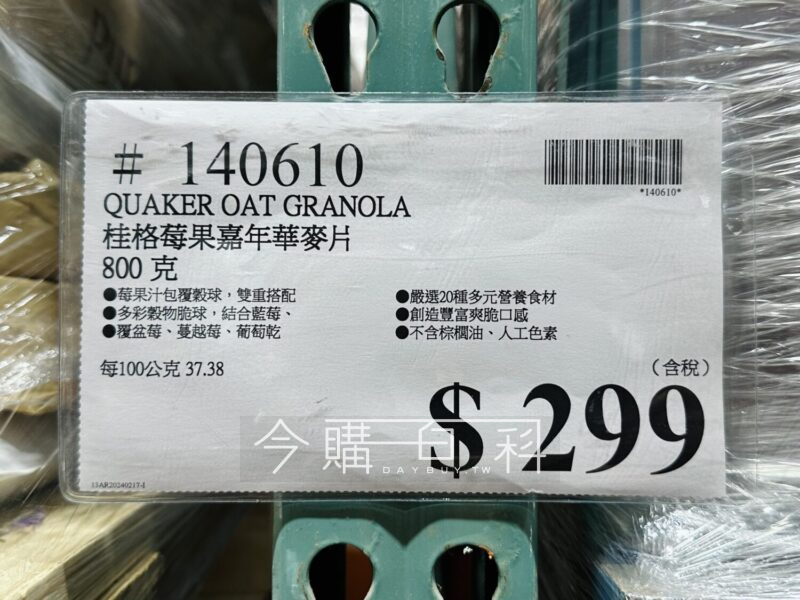 # 140610
*140610*
QUAKER OAT GRANOLA
桂格莓果嘉年華麥片
800 克
●莓果汁包覆穀球，雙重搭配
●多彩穀物脆球，結合藍莓、
●覆盆莓、蔓越莓、葡萄乾
●嚴選20種多元營養食材
●創造豐富爽脆口感
●不含棕櫚油、人工色素
每100公克 37.38
（含稅）
$ 299
今購百科
DAYBUY.TW
13AR20240217-1